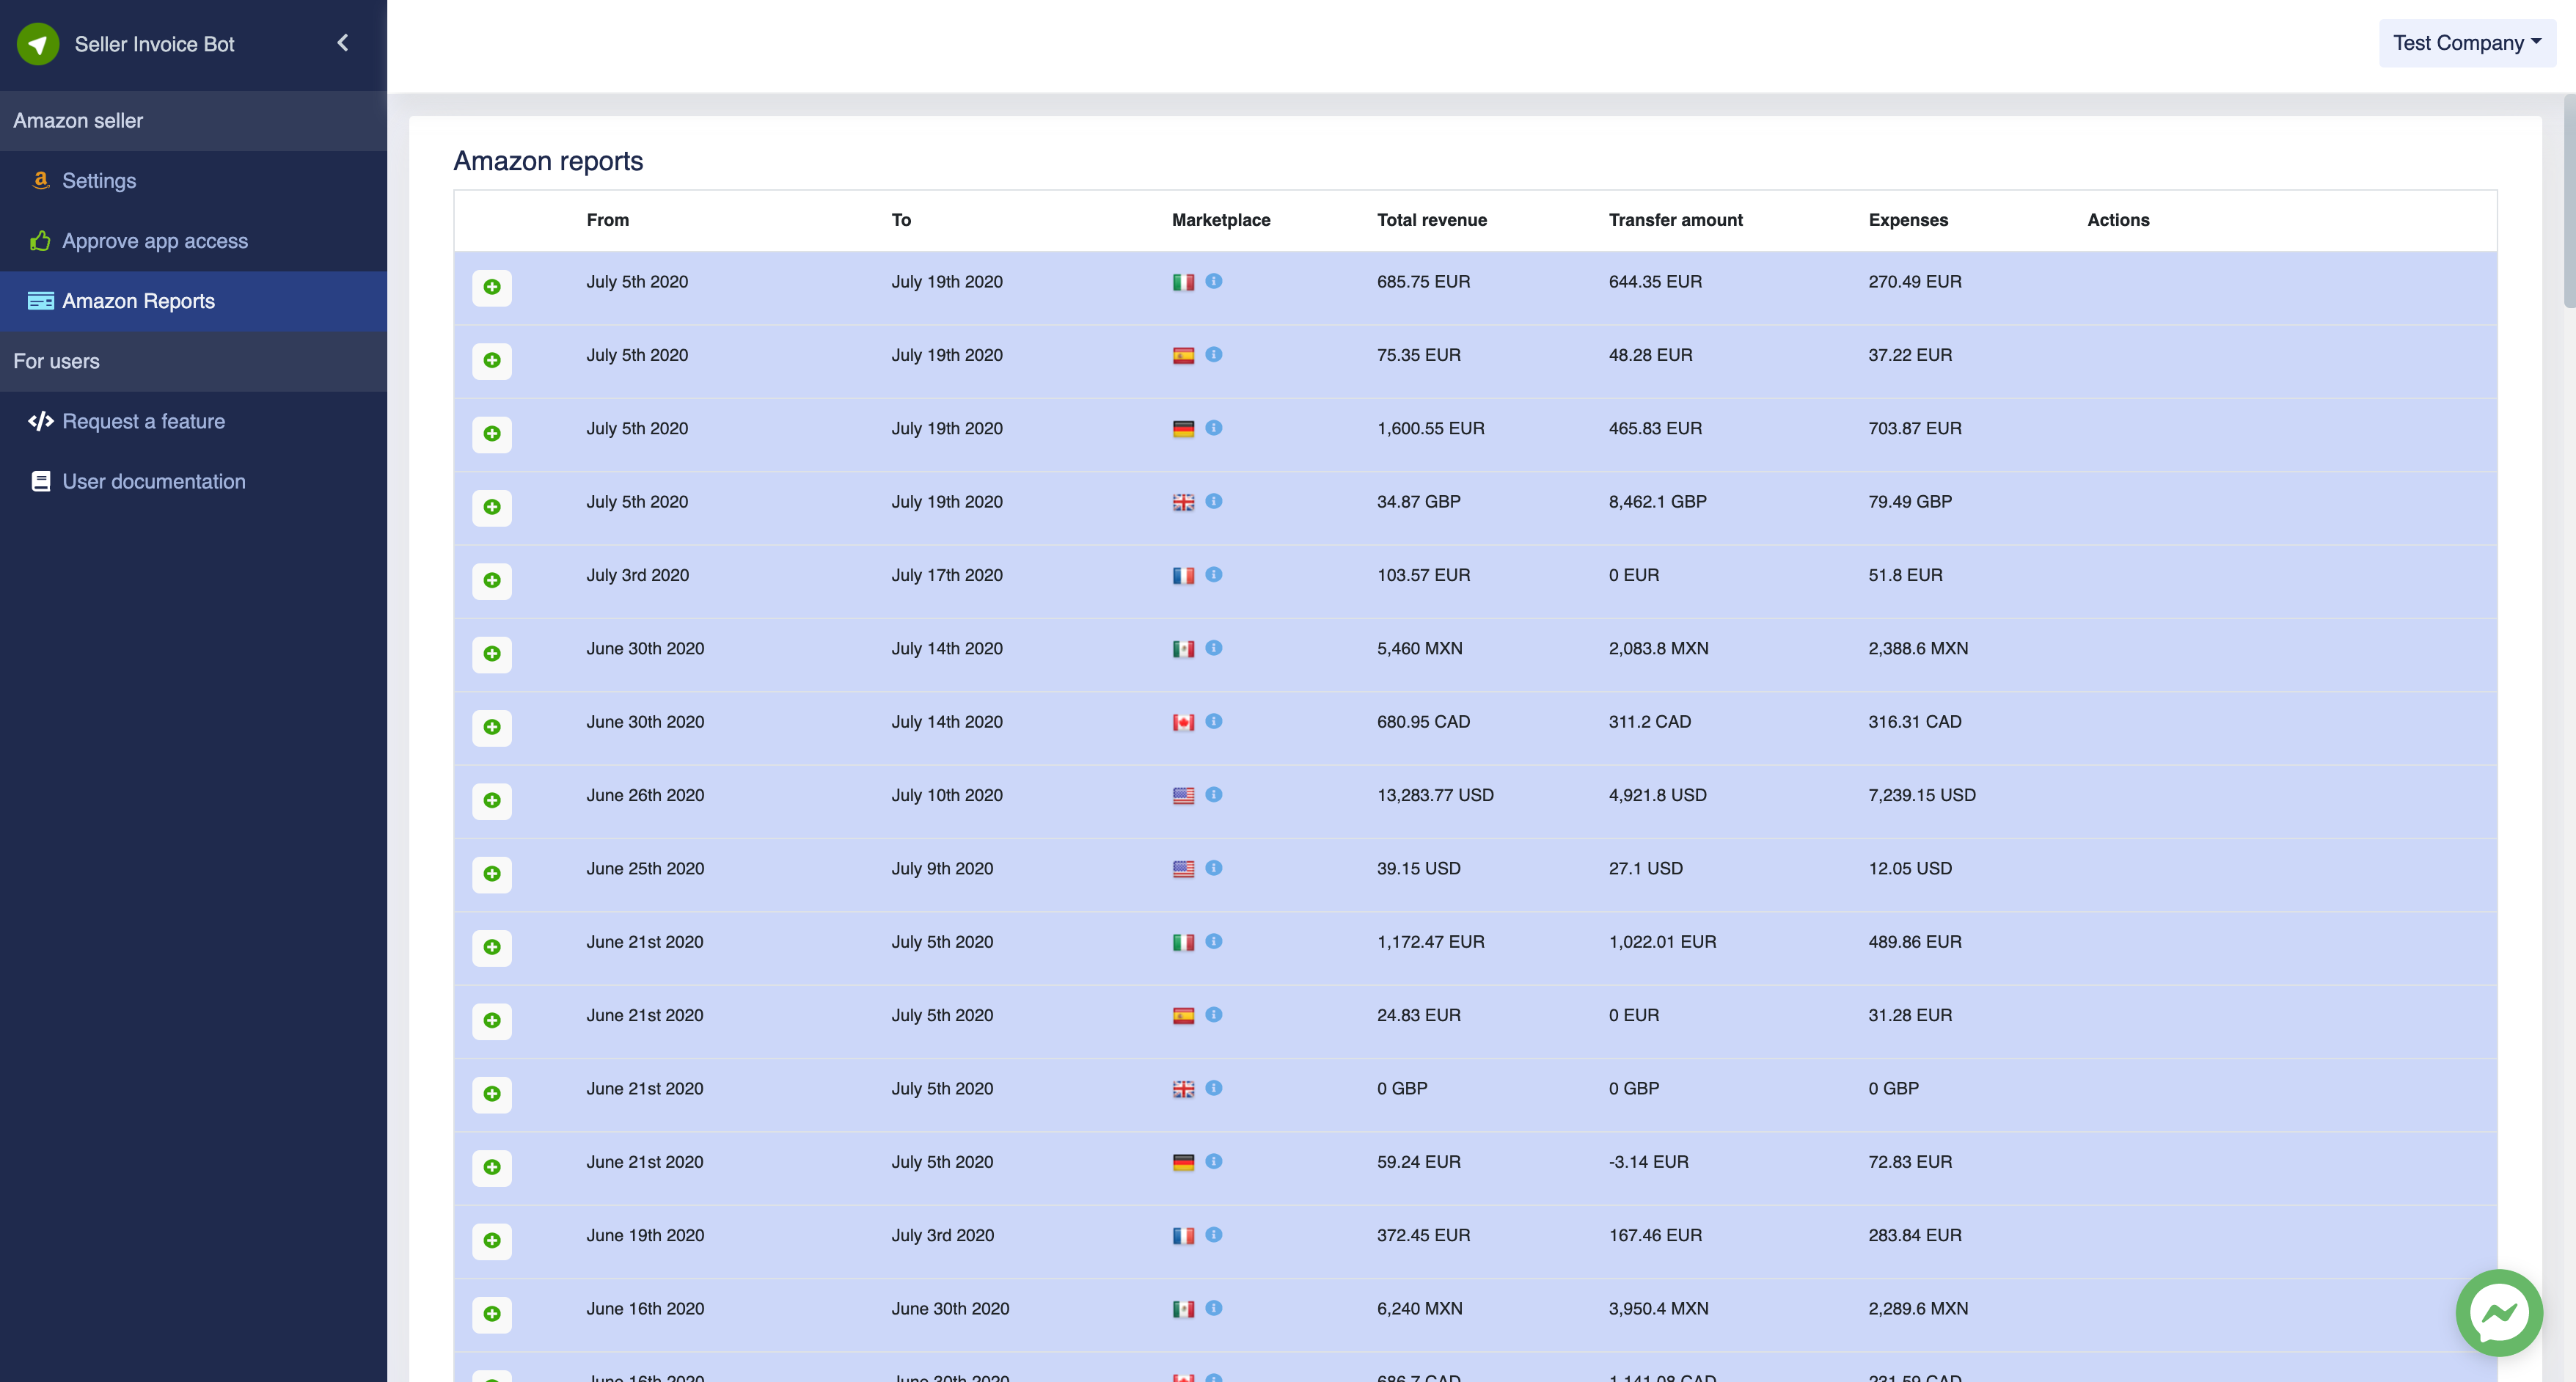 Seller Invoice Bot
Test Company
Amazon seller
Settings
Approve app access
Amazon Reports
For users
Request a feature
User documentation
Amazon reports
From To Marketplace Total revenue Transfer amount Expenses Actions
July 5th 2020 July 19th 2020 685.75 EUR 644.35 EUR 270.49 EUR
July 5th 2020 July 19th 2020 75.35 EUR 48.28 EUR 37.22 EUR
July 5th 2020 July 19th 2020 1,600.55 EUR 465.83 EUR 703.87 EUR
July 5th 2020 July 19th 2020 34.87 GBP 8,462.1 GBP 79.49 GBP
July 3rd 2020 July 17th 2020 103.57 EUR 0 EUR 51.8 EUR
June 30th 2020 July 14th 2020 5,460 MXN 2,083.8 MXN 2,388.6 MXN
June 30th 2020 July 14th 2020 680.95 CAD 311.2 CAD 316.31 CAD
June 26th 2020 July 10th 2020 13,283.77 USD 4,921.8 USD 7,239.15 USD
June 25th 2020 July 9th 2020 39.15 USD 27.1 USD 12.05 USD
June 21st 2020 July 5th 2020 1,172.47 EUR 1,022.01 EUR 489.86 EUR
June 21st 2020 July 5th 2020 24.83 EUR 0 EUR 31.28 EUR
June 21st 2020 July 5th 2020 0 GBP 0 GBP 0 GBP
June 21st 2020 July 5th 2020 59.24 EUR -3.14 EUR 72.83 EUR
June 19th 2020 July 3rd 2020 372.45 EUR 167.46 EUR 283.84 EUR
June 16th 2020 June 30th 2020 6,240 MXN 3,950.4 MXN 2,289.6 MXN
June 16th 2020 June 30th 2020 686.7 CAD 1,141.08 CAD 231.59 CAD